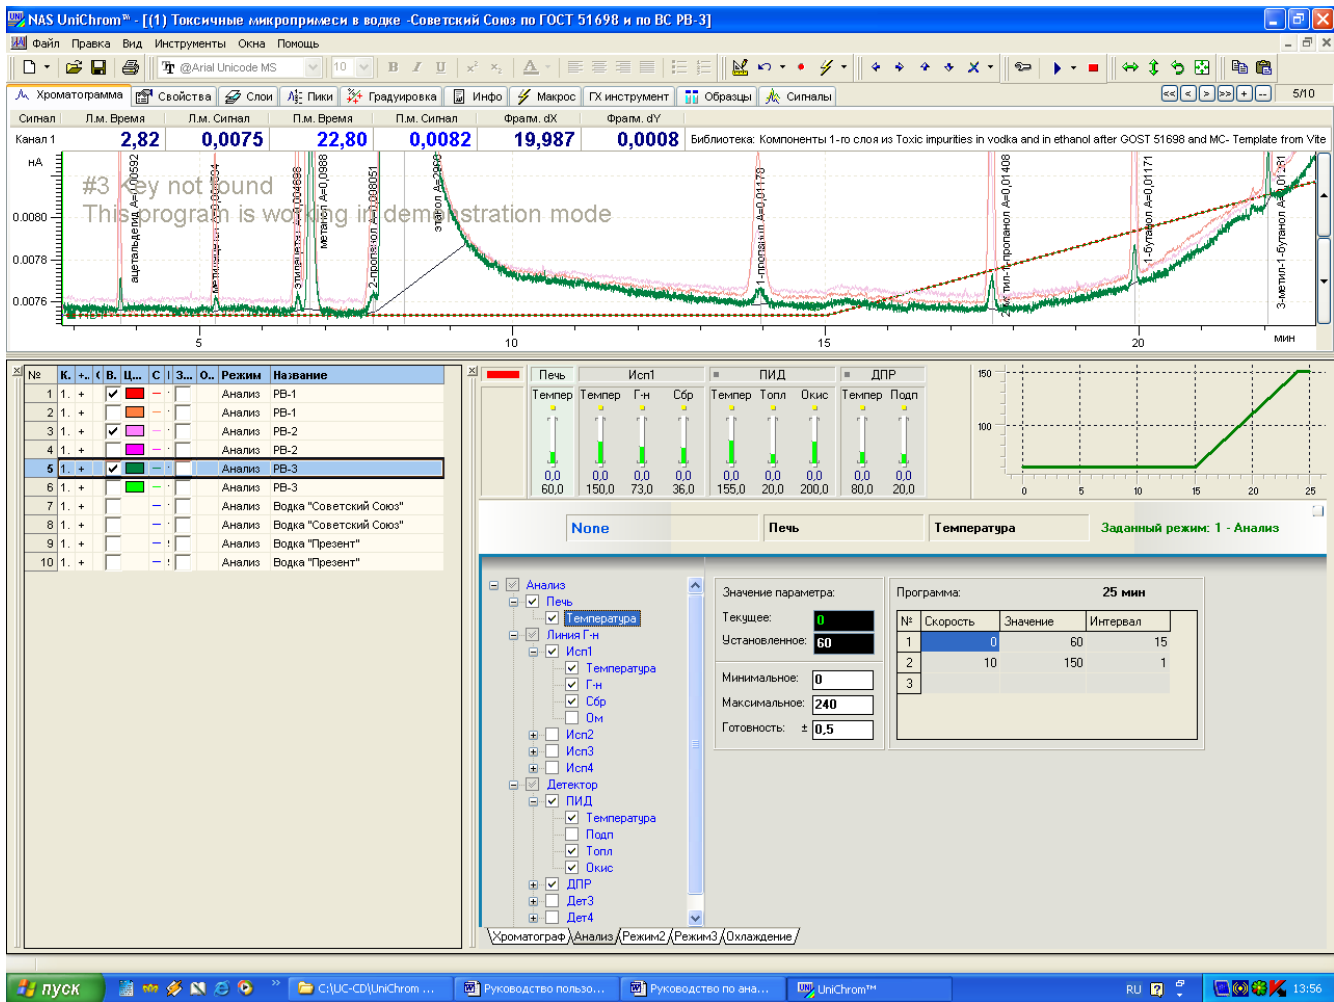 NAS UniChrom™ - [(1) Токсичные микропримеси в водке -Советский Союз по ГОСТ 51698 и по ВС РВ-3]
Файл Правка Вид Инструменты Окна Помощь
@Arial Unicode MS 10 B I U
Хроматограмма Свойства Слои Пики Градуировка Инфо Макрос ГХ инструмент Образцы Сигналы << < > >> + -- 5/10
Сигнал Л.м. Время Л.м. Сигнал П.м. Время П.м. Сигнал Фрагм. dX Фрагм. dY
Канал 1 2,82 0,0075 22,80 0,0082 19,987 0,0008 Библиотека: Компоненты 1-го слоя из Toxic impurities in vodka and in ethanol after GOST 51698 and MC- Template from Vite
нА
#3 Key not found
This program is working in demonstration mode
0.0080
0.0078
0.0076
ацетальдегид A=0,00592
метанол A=0,0988
2-пропанол A=0,008051
1-пропанол A=0,01178
1-бутанол A=0,01171
3-метил-1-бутанол A=0,01281
5 10 15 20 мин
№ К. +.. В. Ц... С З... О.. Режим Название
1 1. + Анализ РВ-1
2 1. + Анализ РВ-1
3 1. + Анализ РВ-2
4 1. + Анализ РВ-2
5 1. + Анализ РВ-3
6 1. + Анализ РВ-3
7 1. + Анализ Водка "Советский Союз"
8 1. + Анализ Водка "Советский Союз"
9 1. + Анализ Водка "Презент"
10 1. + Анализ Водка "Презент"
Печь Исп1 ПИД ДПР
Темпер Темпер Г-н Сбр Темпер Топл Окис Темпер Подп
0,0 0,0 0,0 0,0 0,0 0,0 0,0 0,0 0,0
60,0 150,0 73,0 36,0 155,0 20,0 200,0 80,0 20,0
150
100
0 5 10 15 20 25
None Печь Температура Заданный режим: 1 - Анализ
Анализ
Печь
Температура
Линия Г-н
Исп1
Температура
Г-н
Сбр
Ом
Исп2
Исп3
Исп4
Детектор
ПИД
Температура
Подп
Топл
Окис
ДПР
Дет3
Дет4
Значение параметра:
Текущее: 0
Установленное: 60
Минимальное: 0
Максимальное: 240
Готовность: ± 0,5
Программа: 25 мин
№ Скорость Значение Интервал
1 0 60 15
2 10 150 1
3
Хроматограф Анализ Режим2 Режим3 Охлаждение
пуск C:\UC-CD\UniChrom ... Руководство пользо... Руководство по ана... UniChrom™ RU 13:56